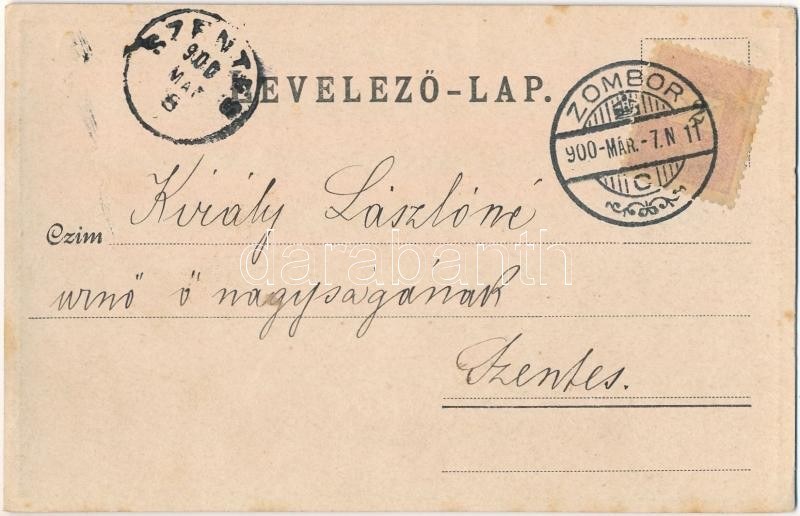 SZENTES
900
MAR
8
LEVELEZŐ-LAP.
ZOMBOR
900-MÁR.-7.N 11
C
Czim Király Lászlóné
urnő ő nagyságának
Szentes.
darabanth